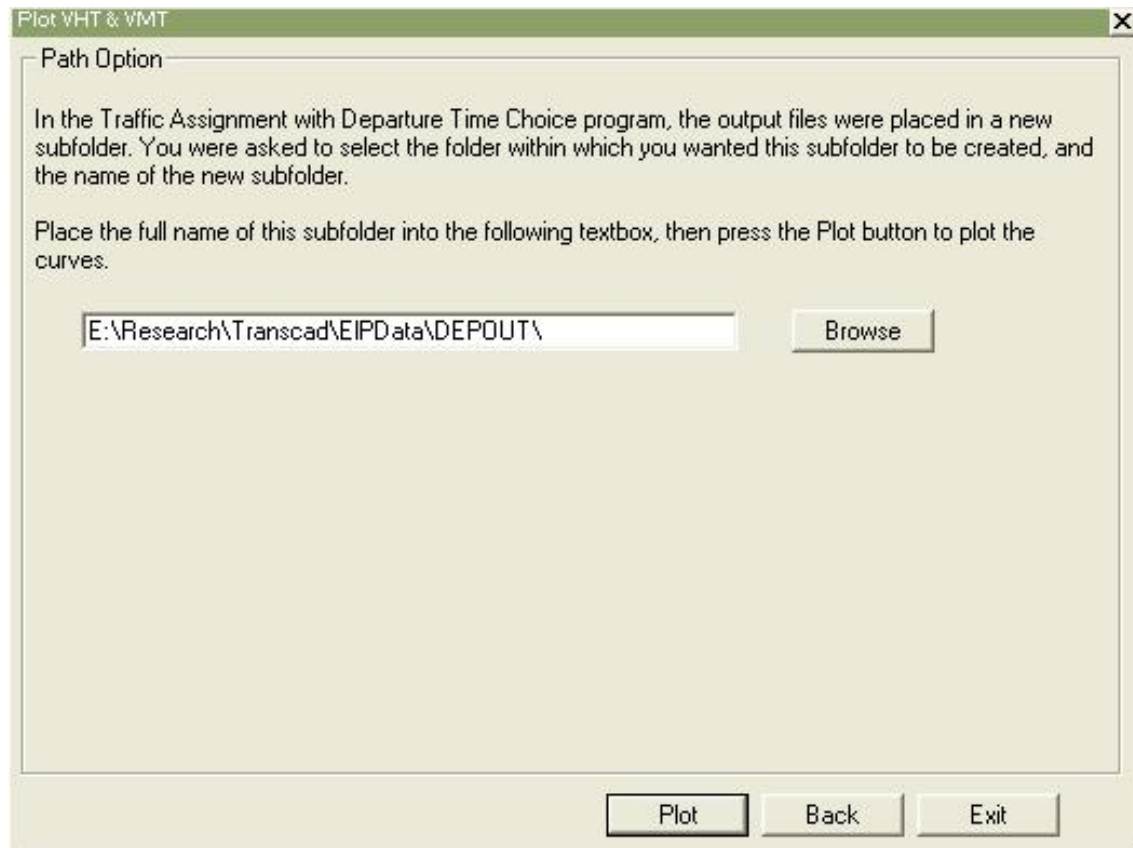 Plot VHT & VMT
Path Option
In the Traffic Assignment with Departure Time Choice program, the output files were placed in a new
subfolder. You were asked to select the folder within which you wanted this subfolder to be created, and
the name of the new subfolder.
Place the full name of this subfolder into the following textbox, then press the Plot button to plot the
curves.
E:\Research\Transcad\EIPData\DEPOUT\
Browse
Plot Back Exit